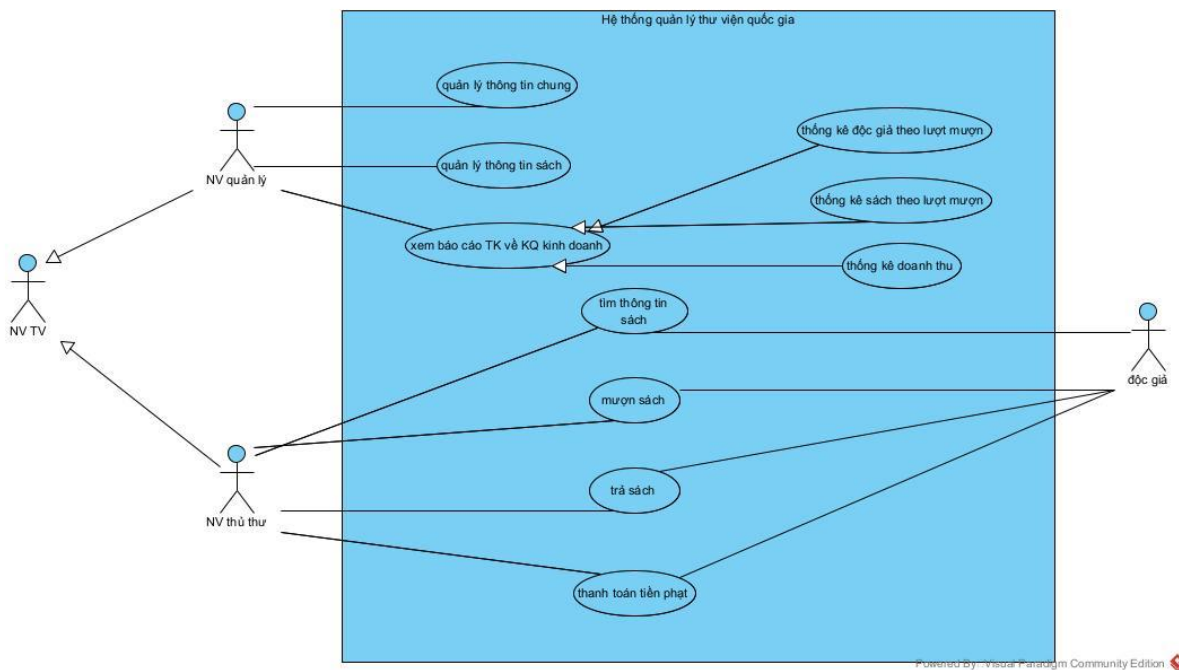 Hệ thống quản lý thư viện quốc gia
quản lý thông tin chung
thống kê độc giả theo lượt mượn
NV quản lý
quản lý thông tin sách
thống kê sách theo lượt mượn
xem báo cáo TK về KQ kinh doanh
thống kê doanh thu
tìm thông tin
sách
NV TV
độc giả
mượn sách
trả sách
NV thủ thư
thanh toán tiền phạt
Powered By: Visual Paradigm Community Edition